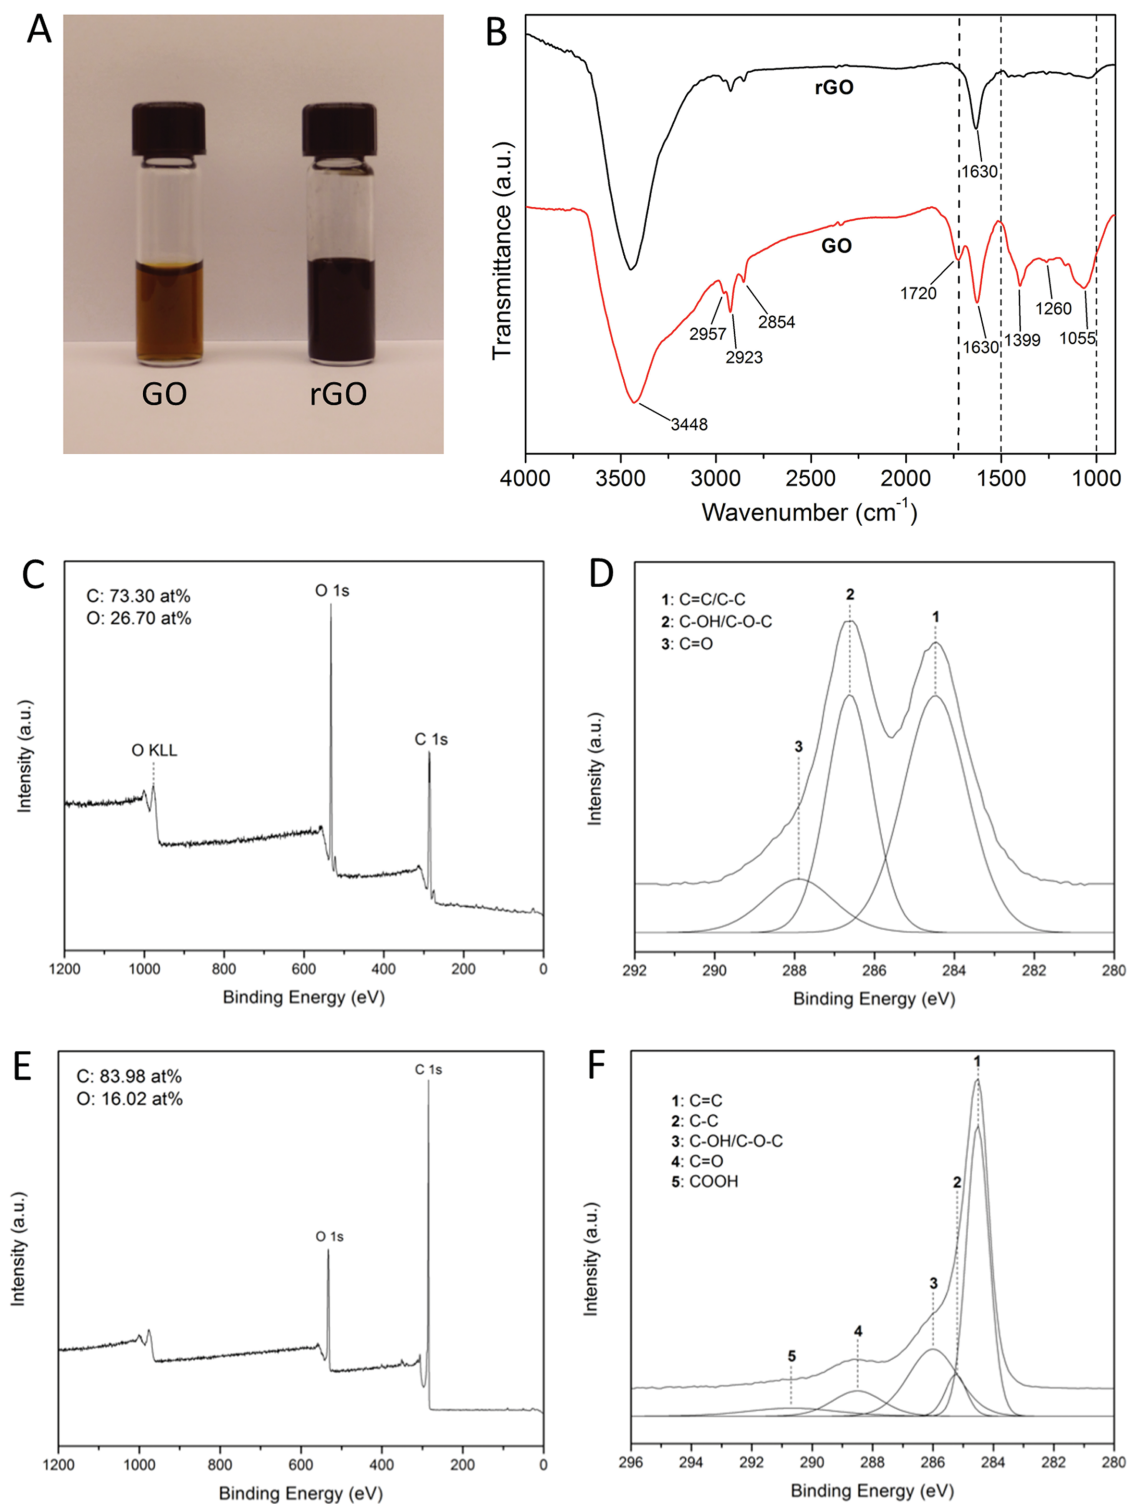 A
GO
rGO
B
Transmittance (a.u.)
rGO
1630
GO
3448
2957
2923
2854
1720
1630
1399
1260
1055
4000
3500
3000
2500
2000
1500
1000
Wavenumber (cm-1)
C
C: 73.30 at%
O: 26.70 at%
O KLL
O 1s
C 1s
Intensity (a.u.)
1200
1000
800
600
400
200
0
Binding Energy (eV)
D
1: C=C/C-C
2: C-OH/C-O-C
3: C=O
3
2
1
Intensity (a.u.)
292
290
288
286
284
282
280
Binding Energy (eV)
E
C: 83.98 at%
O: 16.02 at%
O 1s
C 1s
Intensity (a.u.)
1200
1000
800
600
400
200
0
Binding Energy (eV)
F
1: C=C
2: C-C
3: C-OH/C-O-C
4: C=O
5: COOH
5
4
3
2
1
Intensity (a.u.)
296
294
292
290
288
286
284
280
Binding Energy (eV)